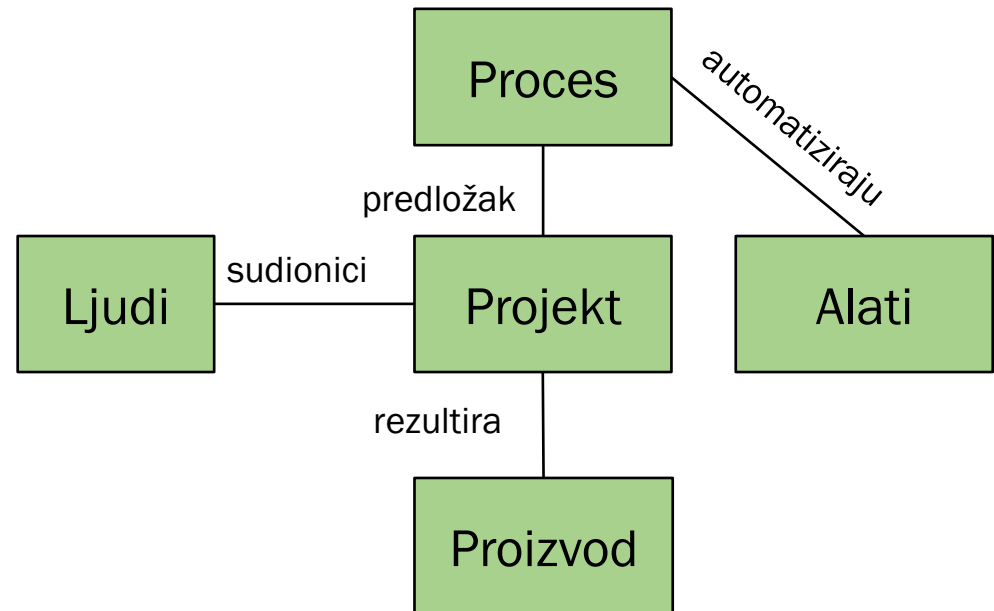 Proces
automatiziraju
predložak
Ljudi
sudionici
Projekt
Alati
rezultira
Proizvod